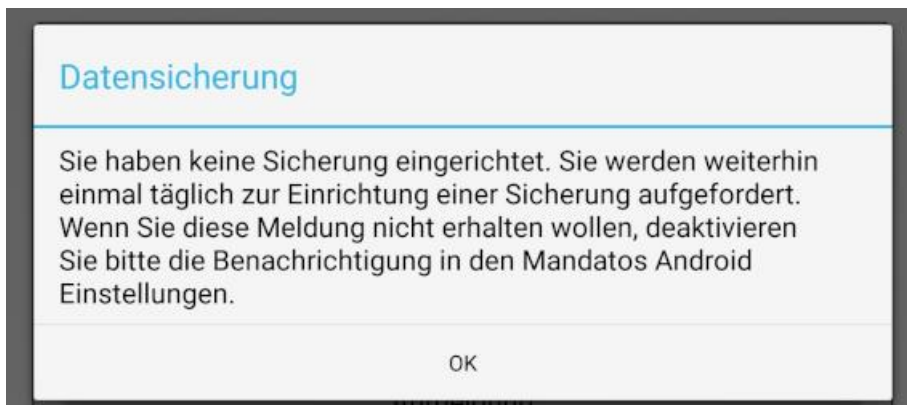 Datensicherung
Sie haben keine Sicherung eingerichtet. Sie werden weiterhin
einmal täglich zur Einrichtung einer Sicherung aufgefordert.
Wenn Sie diese Meldung nicht erhalten wollen, deaktivieren
Sie bitte die Benachrichtigung in den Mandatos Android
Einstellungen.
OK